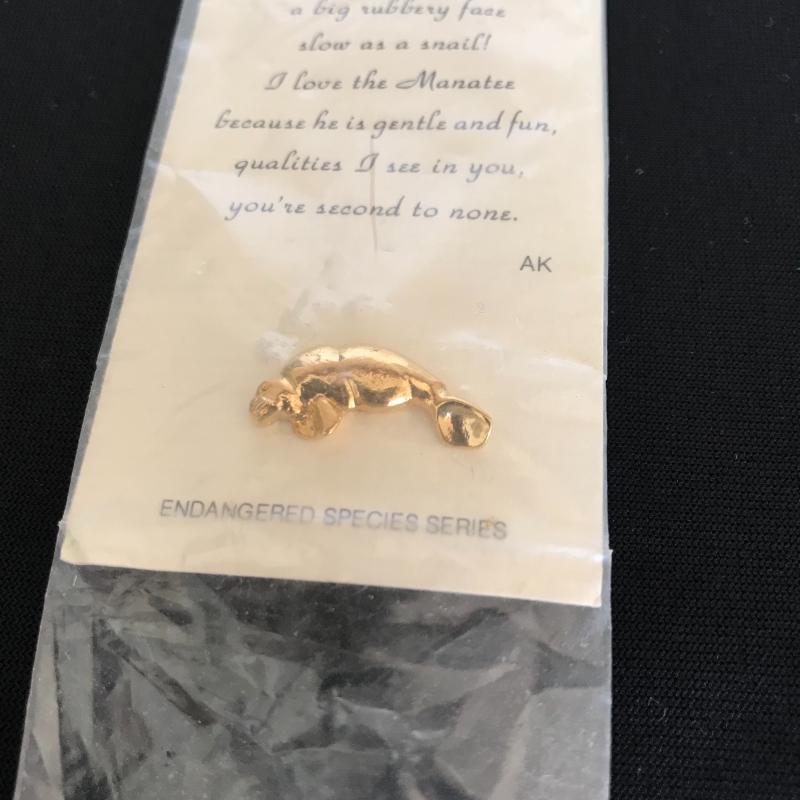 a big rubbery face
slow as a snail!
I love the Manatee
because he is gentle and fun,
qualities I see in you,
you're second to none.
AK
ENDANGERED SPECIES SERIES